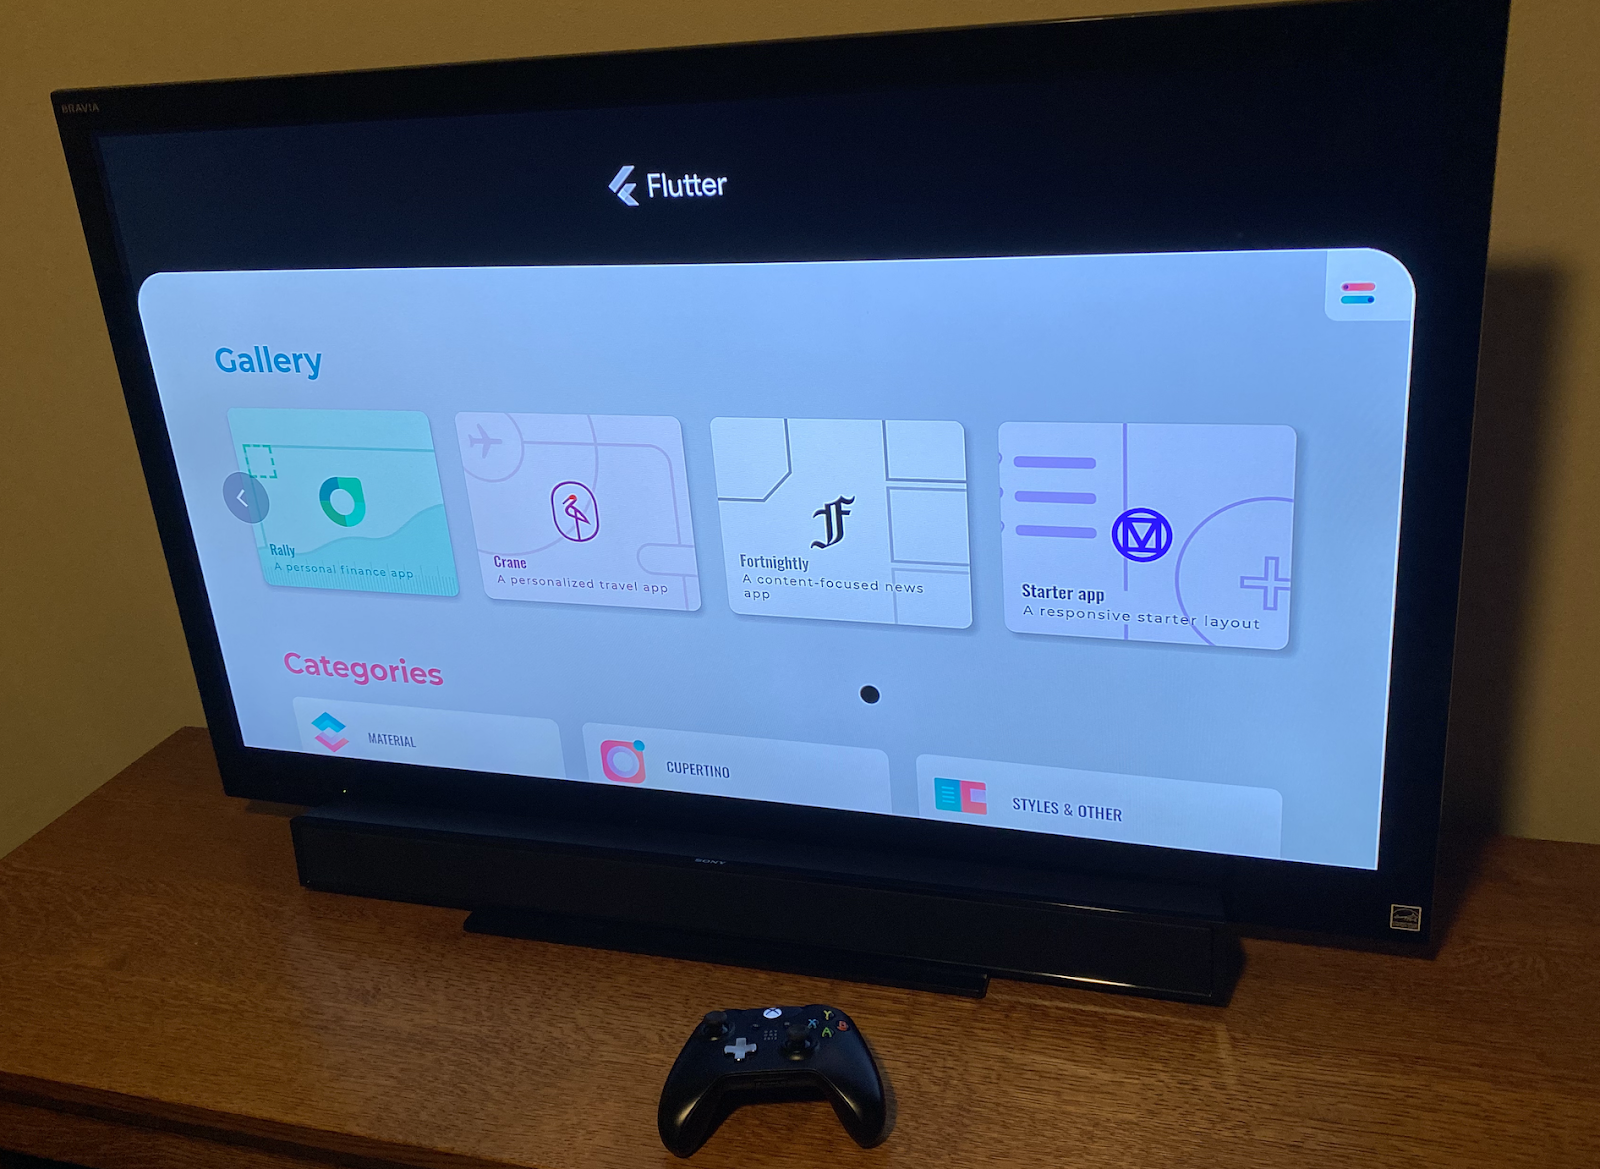 BRAVIA
Flutter
Gallery
Rally
A personal finance app
Crane
A personalized travel app
Fortnightly
A content-focused news
app
Starter app
A responsive starter layout
Categories
MATERIAL
CUPERTINO
STYLES & OTHER
SONY
Y
X
B
A